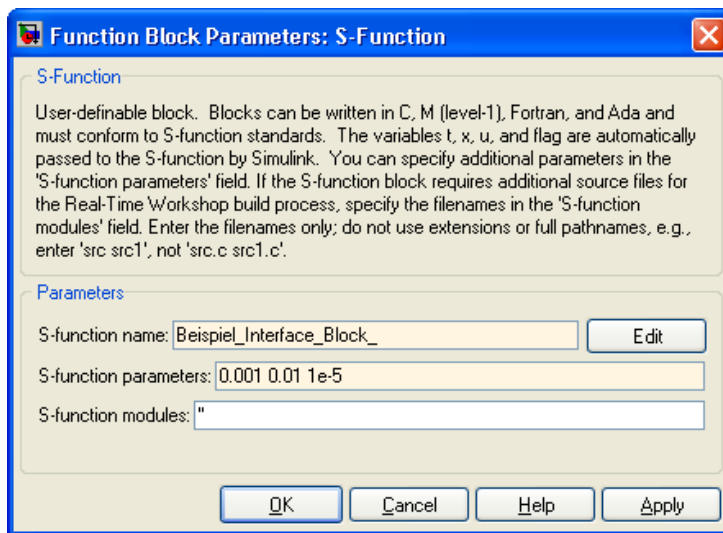 Function Block Parameters: S-Function
S-Function
User-definable block.  Blocks can be written in C, M (level-1), Fortran, and Ada and
must conform to S-function standards.  The variables t, x, u, and flag are automatically
passed to the S-function by Simulink.  You can specify additional parameters in the
'S-function parameters' field. If the S-function block requires additional source files for
the Real-Time Workshop build process, specify the filenames in the 'S-function
modules' field. Enter the filenames only; do not use extensions or full pathnames, e.g.,
enter 'src src1', not 'src.c src1.c'.
Parameters
S-function name: Beispiel_Interface_Block_ Edit
S-function parameters: 0.001 0.01 1e-5
S-function modules: ''
OK Cancel Help Apply